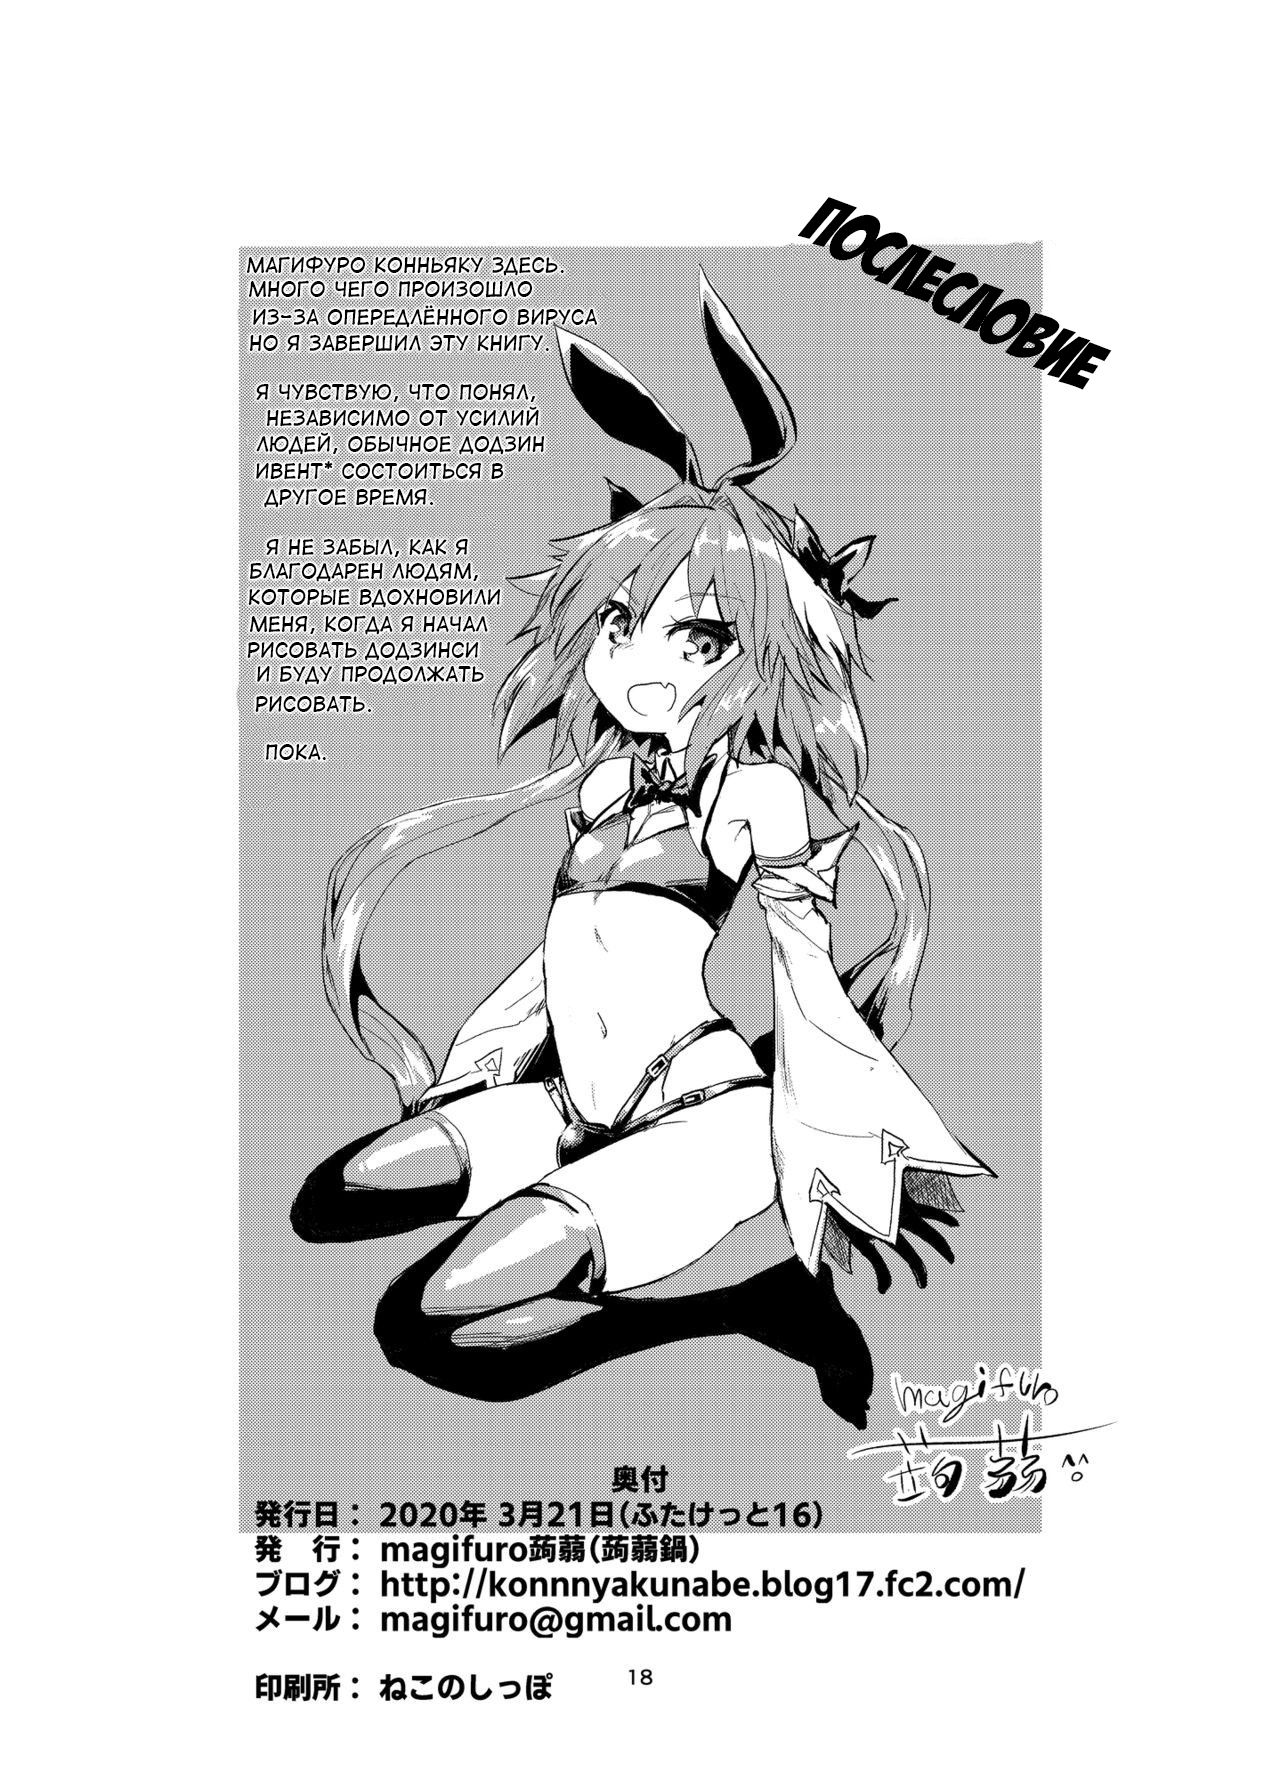 ПОСЛЕСЛОВИЕ
МАГИФУРО КОННЬЯКУ ЗДЕСЬ.
МНОГО ЧЕГО ПРОИЗОШЛО
ИЗ-ЗА ОПЕРЕДЛЁННОГО ВИРУСА
НО Я ЗАВЕРШИЛ ЭТУ КНИГУ.
Я ЧУВСТВУЮ, ЧТО ПОНЯЛ,
НЕЗАВИСИМО ОТ УСИЛИЙ
ЛЮДЕЙ, ОБЫЧНОЕ ДОДЗИН
ИВЕНТ* СОСТОИТЬСЯ В
ДРУГОЕ ВРЕМЯ.
Я НЕ ЗАБЫЛ, КАК Я
БЛАГОДАРЕН ЛЮДЯМ,
КОТОРЫЕ ВДОХНОВИЛИ
МЕНЯ, КОГДА Я НАЧАЛ
РИСОВАТЬ ДОДЗИНСИ
И БУДУ ПРОДОЛЖАТЬ
РИСОВАТЬ.
ПОКА.
magifuro
蒟蒻
奥付
発行日： 2020年 3月21日(ふたけっと16)
発　行： magifuro蒟蒻(蒟蒻鍋)
ブログ： http://konnnyakunabe.blog17.fc2.com/
メール： magifuro@gmail.com
印刷所： ねこのしっぽ
18